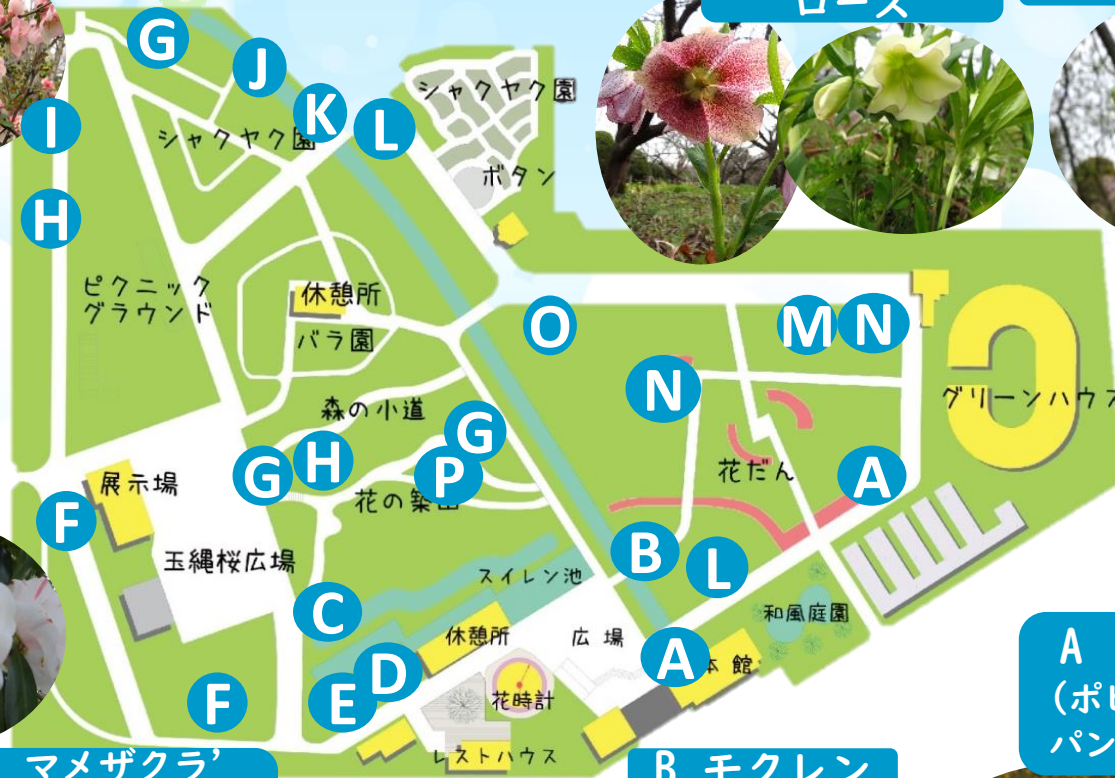 ローズ
G
J
シャクヤク園
I
K
L
シャクヤク園
ボタン
H
ピクニック
グラウンド
休憩所
バラ園
O
M
N
グリーンハウス
N
森の小道
G
G
H
P
花だん
A
展示場
花の築山
F
玉縄桜広場
B
L
スイレン池
C
和風庭園
休憩所
広場
A
本館
D
F
E
花時計
レストハウス
A
(ポピ
パン
マメザクラ’
B モクレン